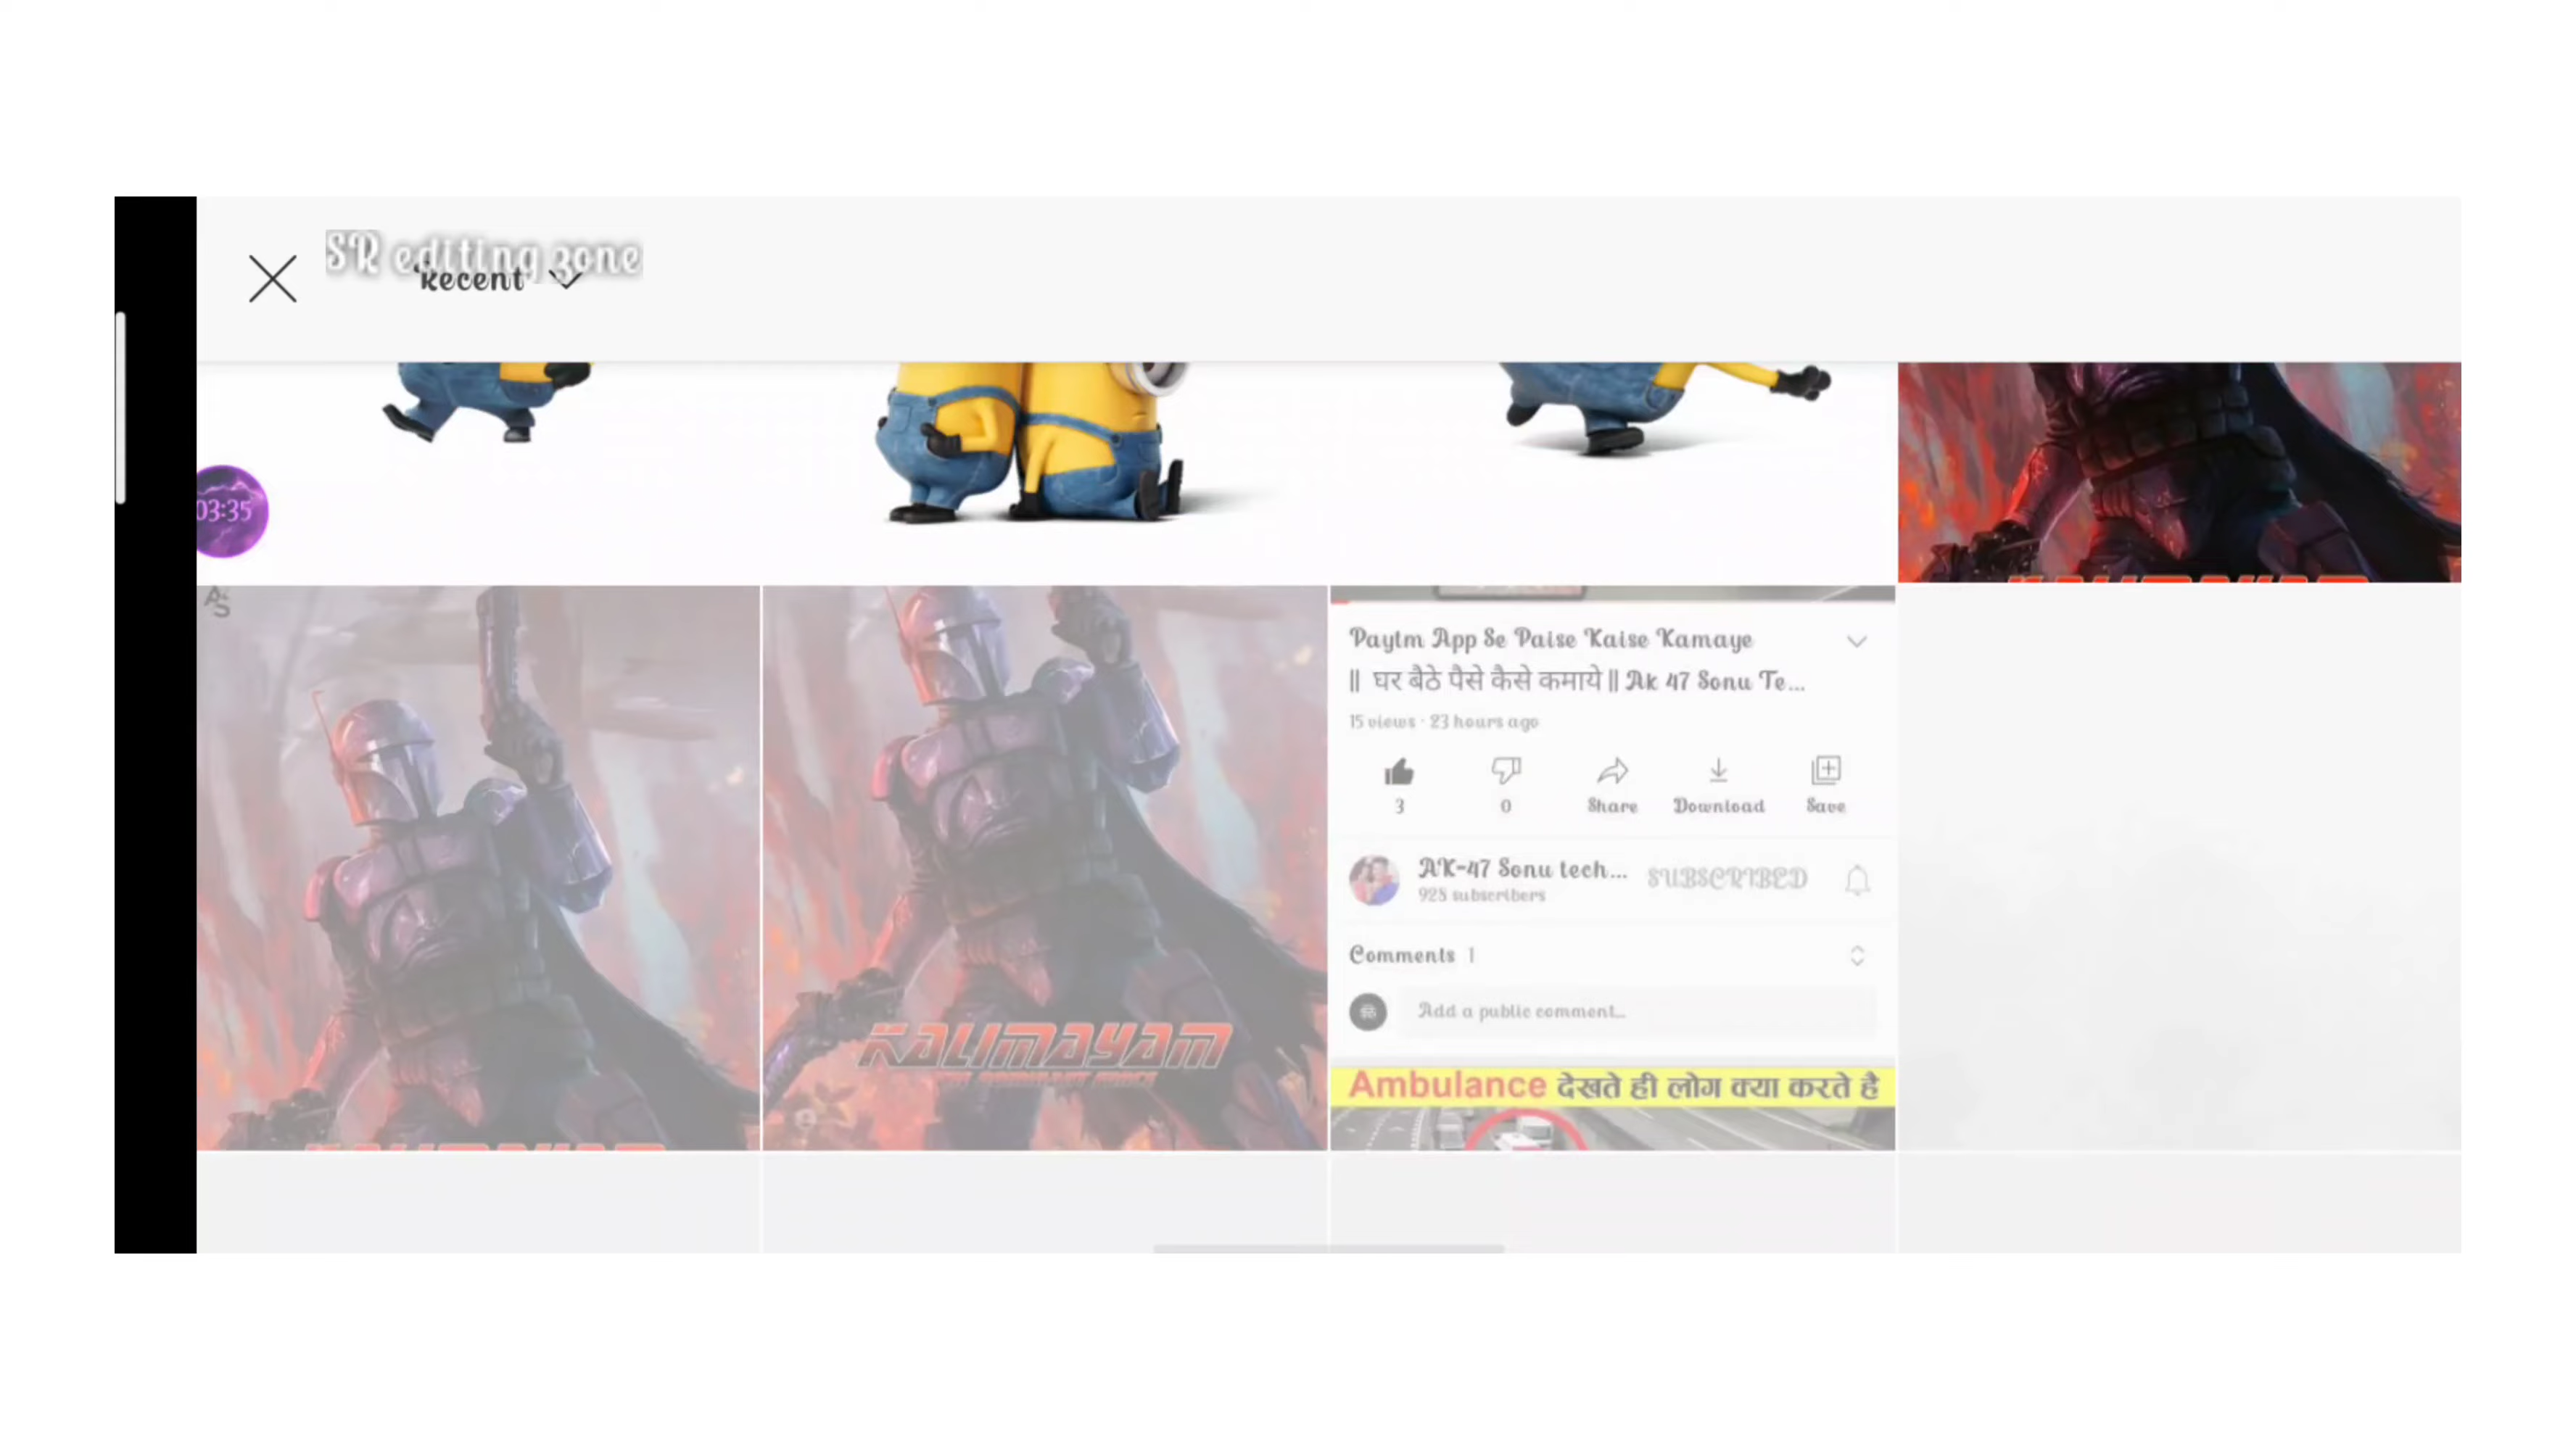 SR editing zone
Recent
03:35
Paytm App Se Paise Kaise Kamaye
|| घर बैठे पैसे कैसे कमाये || Ak 47 Sonu Te...
15 views · 23 hours ago
3 0 Share Download Save
AK-47 Sonu tech... SUBSCRIBED
928 subscribers
KALIMAYAM
Comments 1
Add a public comment...
Ambulance देखते ही लोग क्या करते है